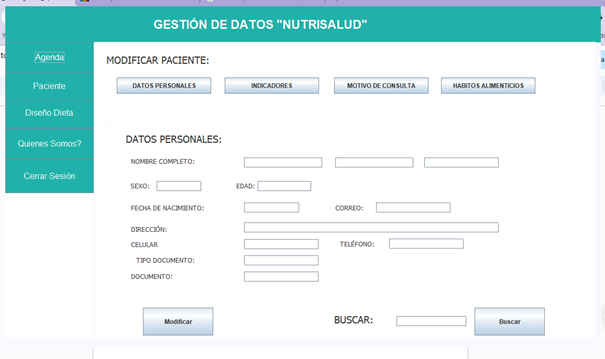 GESTIÓN DE DATOS "NUTRISALUD"
Agenda
Paciente
Diseño Dieta
Quienes Somos?
Cerrar Sesión
MODIFICAR PACIENTE:
DATOS PERSONALES INDICADORES MOTIVO DE CONSULTA HABITOS ALIMENTICIOS
DATOS PERSONALES:
NOMBRE COMPLETO:
SEXO: EDAD:
FECHA DE NACIMIENTO: CORREO:
DIRECCIÓN:
CELULAR TELÉFONO:
TIPO DOCUMENTO:
DOCUMENTO:
Modificar BUSCAR: Buscar